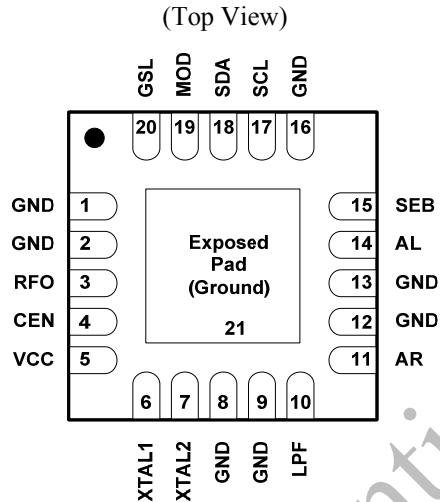 (Top View)
GSL MOD SDA SCL GND
20 19 18 17 16
GND 1
GND 2
RFO 3
CEN 4
VCC 5
15 SEB
14 AL
13 GND
12 GND
11 AR
Exposed
Pad
(Ground)
21
6 7 8 9 10
XTAL1 XTAL2 GND GND LPF